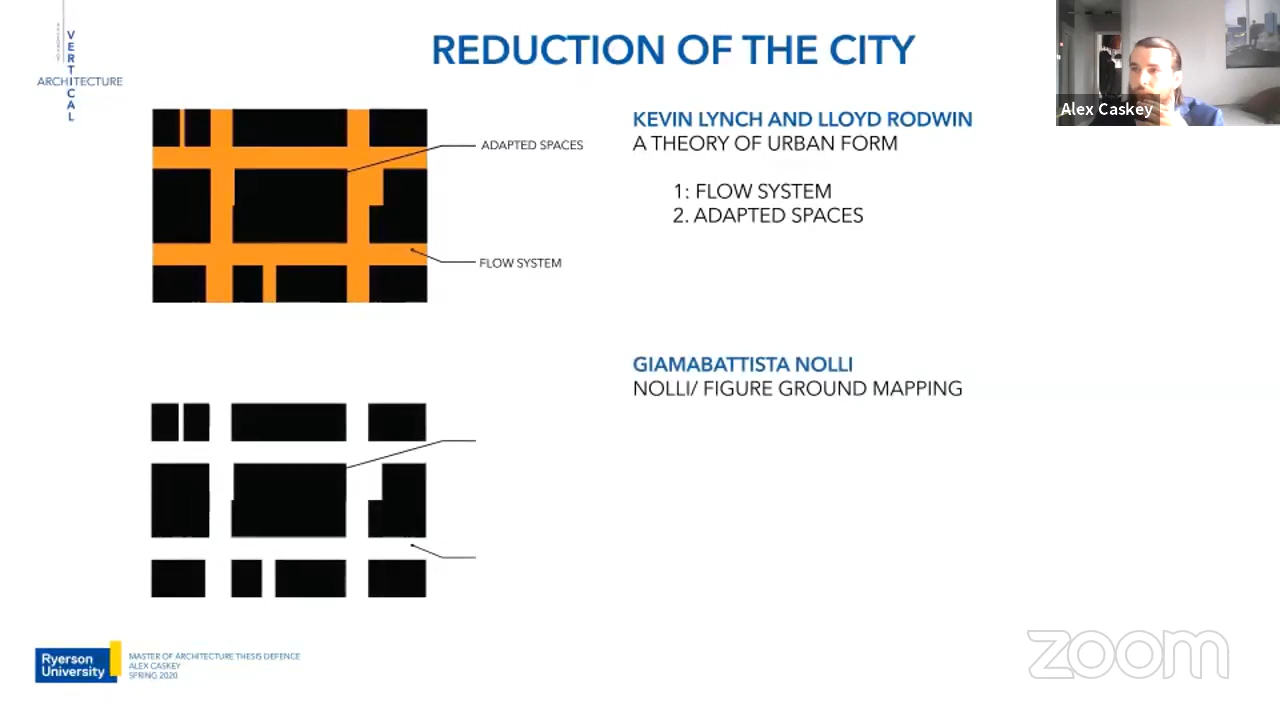 VERTICAL
ARCHITECTURE
REDUCTION OF THE CITY
Alex Caskey
ADAPTED SPACES
FLOW SYSTEM
KEVIN LYNCH AND LLOYD RODWIN
A THEORY OF URBAN FORM
1: FLOW SYSTEM
2. ADAPTED SPACES
GIAMABATTISTA NOLLI
NOLLI/ FIGURE GROUND MAPPING
Ryerson
University
MASTER OF ARCHITECTURE THESIS DEFENCE
ALEX CASKEY
SPRING 2020
zoom